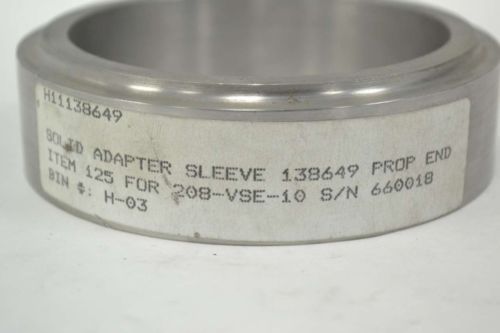 H11138649
SOLID ADAPTER SLEEVE 138649 PROP END
ITEM 125 FOR 208-VSE-10 S/N 660018
BIN #: H-03